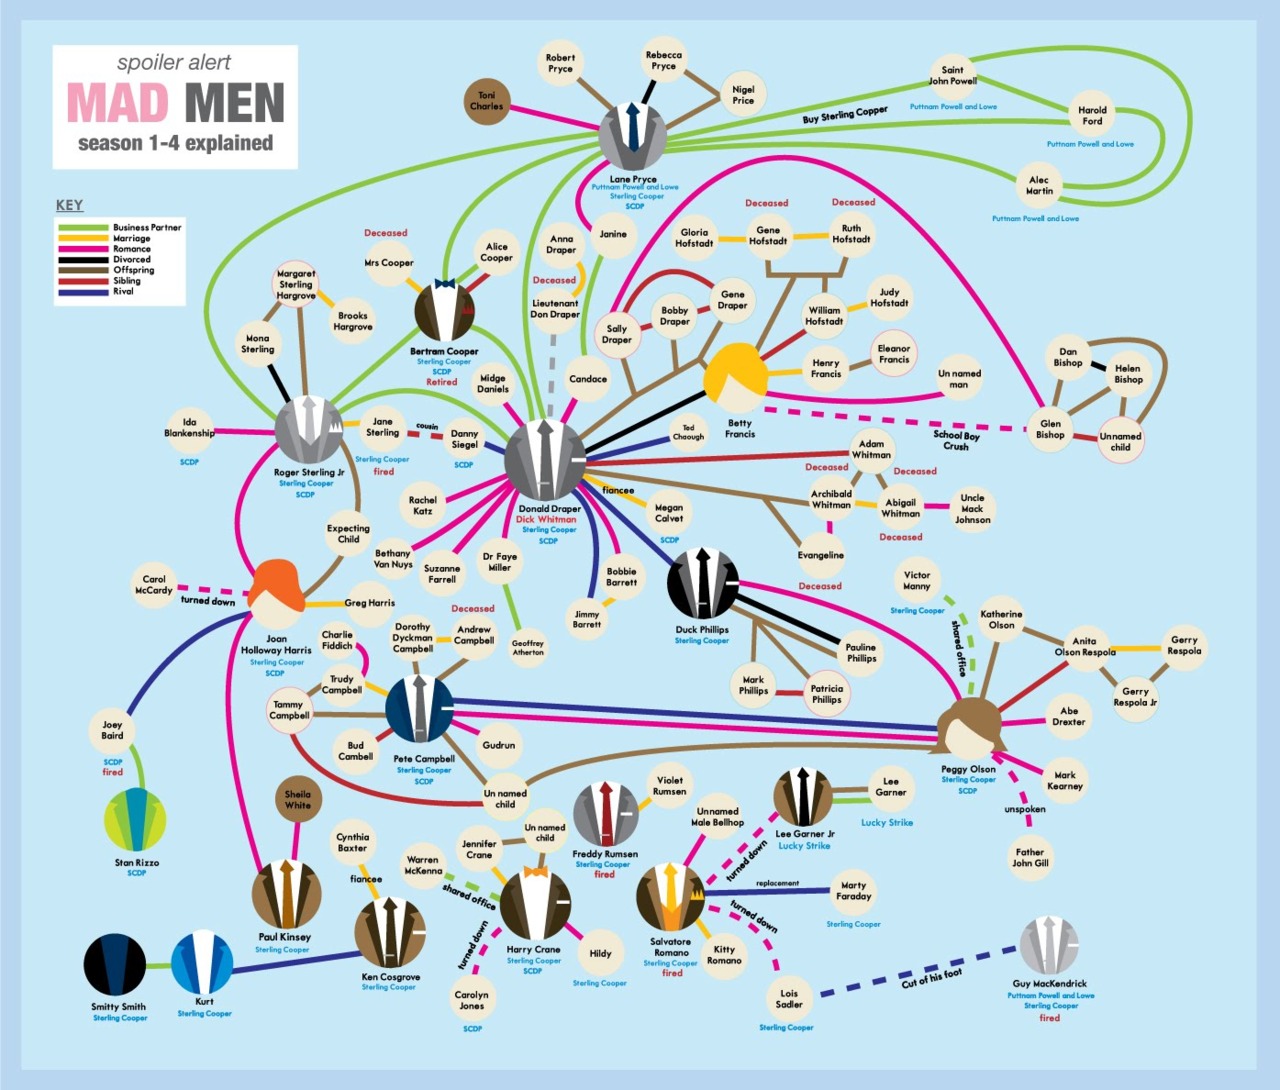 spoiler alert
MAD MEN
season 1-4 explained
KEY
Business Partner
Marriage
Romance
Divorced
Offspring
Sibling
Rival
Robert
Pryce
Rebecca
Pryce
Nigel
Price
Toni
Charles
Lane Pryce
Puttnam Powell and Lowe
Sterling Cooper
SCDP
Buy Sterling Copper
Saint
John Powell
Puttnam Powell and Lowe
Harold
Ford
Puttnam Powell and Lowe
Alec
Martin
Puttnam Powell and Lowe
Deceased
Mrs Cooper
Alice
Cooper
Bertram Cooper
Sterling Cooper
SCDP
Retired
Anna
Draper
Deceased
Lieutenant
Don Draper
Janine
Candace
Midge
Daniels
Margaret
Sterling
Hargrove
Brooks
Hargrove
Mona
Sterling
Ida
Blankenship
SCDP
Roger Sterling Jr
Sterling Cooper
SCDP
Jane
Sterling
Sterling Cooper
fired
cousin
Danny
Siegel
SCDP
Deceased
Deceased
Gloria
Hofstadt
Gene
Hofstadt
Ruth
Hofstadt
William
Hofstadt
Judy
Hofstadt
Sally
Draper
Bobby
Draper
Gene
Draper
Henry
Francis
Eleanor
Francis
Betty
Francis
Un named
man
School Boy
Crush
Dan
Bishop
Helen
Bishop
Glen
Bishop
Unnamed
child
Ted
Chaough
Donald Draper
Dick Whitman
Sterling Cooper
SCDP
fiancee
Megan
Calvet
SCDP
Adam
Whitman
Deceased
Deceased
Archibald
Whitman
Abigail
Whitman
Deceased
Uncle
Mack
Johnson
Evangeline
Deceased
Rachel
Katz
Bethany
Van Nuys
Suzanne
Farrell
Dr Faye
Miller
Geoffrey
Atherton
Bobbie
Barrett
Jimmy
Barrett
Duck Phillips
Sterling Cooper
Pauline
Phillips
Mark
Phillips
Patricia
Phillips
Expecting
Child
Carol
McCardy
turned down
Greg Harris
Joan
Holloway Harris
Sterling Cooper
SCDP
Charlie
Fiddich
Dorothy
Dyckman
Campbell
Deceased
Andrew
Campbell
Trudy
Campbell
Tammy
Campbell
Bud
Cambell
Pete Campbell
Sterling Cooper
SCDP
Gudrun
Un named
child
Victor
Manny
Sterling Cooper
shared office
Katherine
Olson
Anita
Olson Respola
Gerry
Respola
Gerry
Respola Jr
Abe
Drexter
Peggy Olson
Sterling Cooper
SCDP
Mark
Kearney
unspoken
Father
John Gill
Joey
Baird
SCDP
fired
Stan Rizzo
SCDP
Sheila
White
Paul Kinsey
Sterling Cooper
Cynthia
Baxter
fiancee
Ken Cosgrove
Sterling Cooper
Smitty Smith
Sterling Cooper
Kurt
Sterling Cooper
Warren
McKenna
shared office
Jennifer
Crane
Un named
child
Harry Crane
Sterling Cooper
SCDP
turned down
Carolyn
Jones
SCDP
Hildy
Sterling Cooper
Freddy Rumsen
Sterling Cooper
fired
Violet
Rumsen
Unnamed
Male Bellhop
Lee Garner Jr
Lucky Strike
Lee
Garner
Lucky Strike
turned down
Salvatore
Romano
Sterling Cooper
fired
replacement
Marty
Faraday
Sterling Cooper
turned down
Kitty
Romano
Lois
Sadler
Sterling Cooper
Cut of his foot
Guy MacKendrick
Puttnam Powell and Lowe
Sterling Cooper
fired